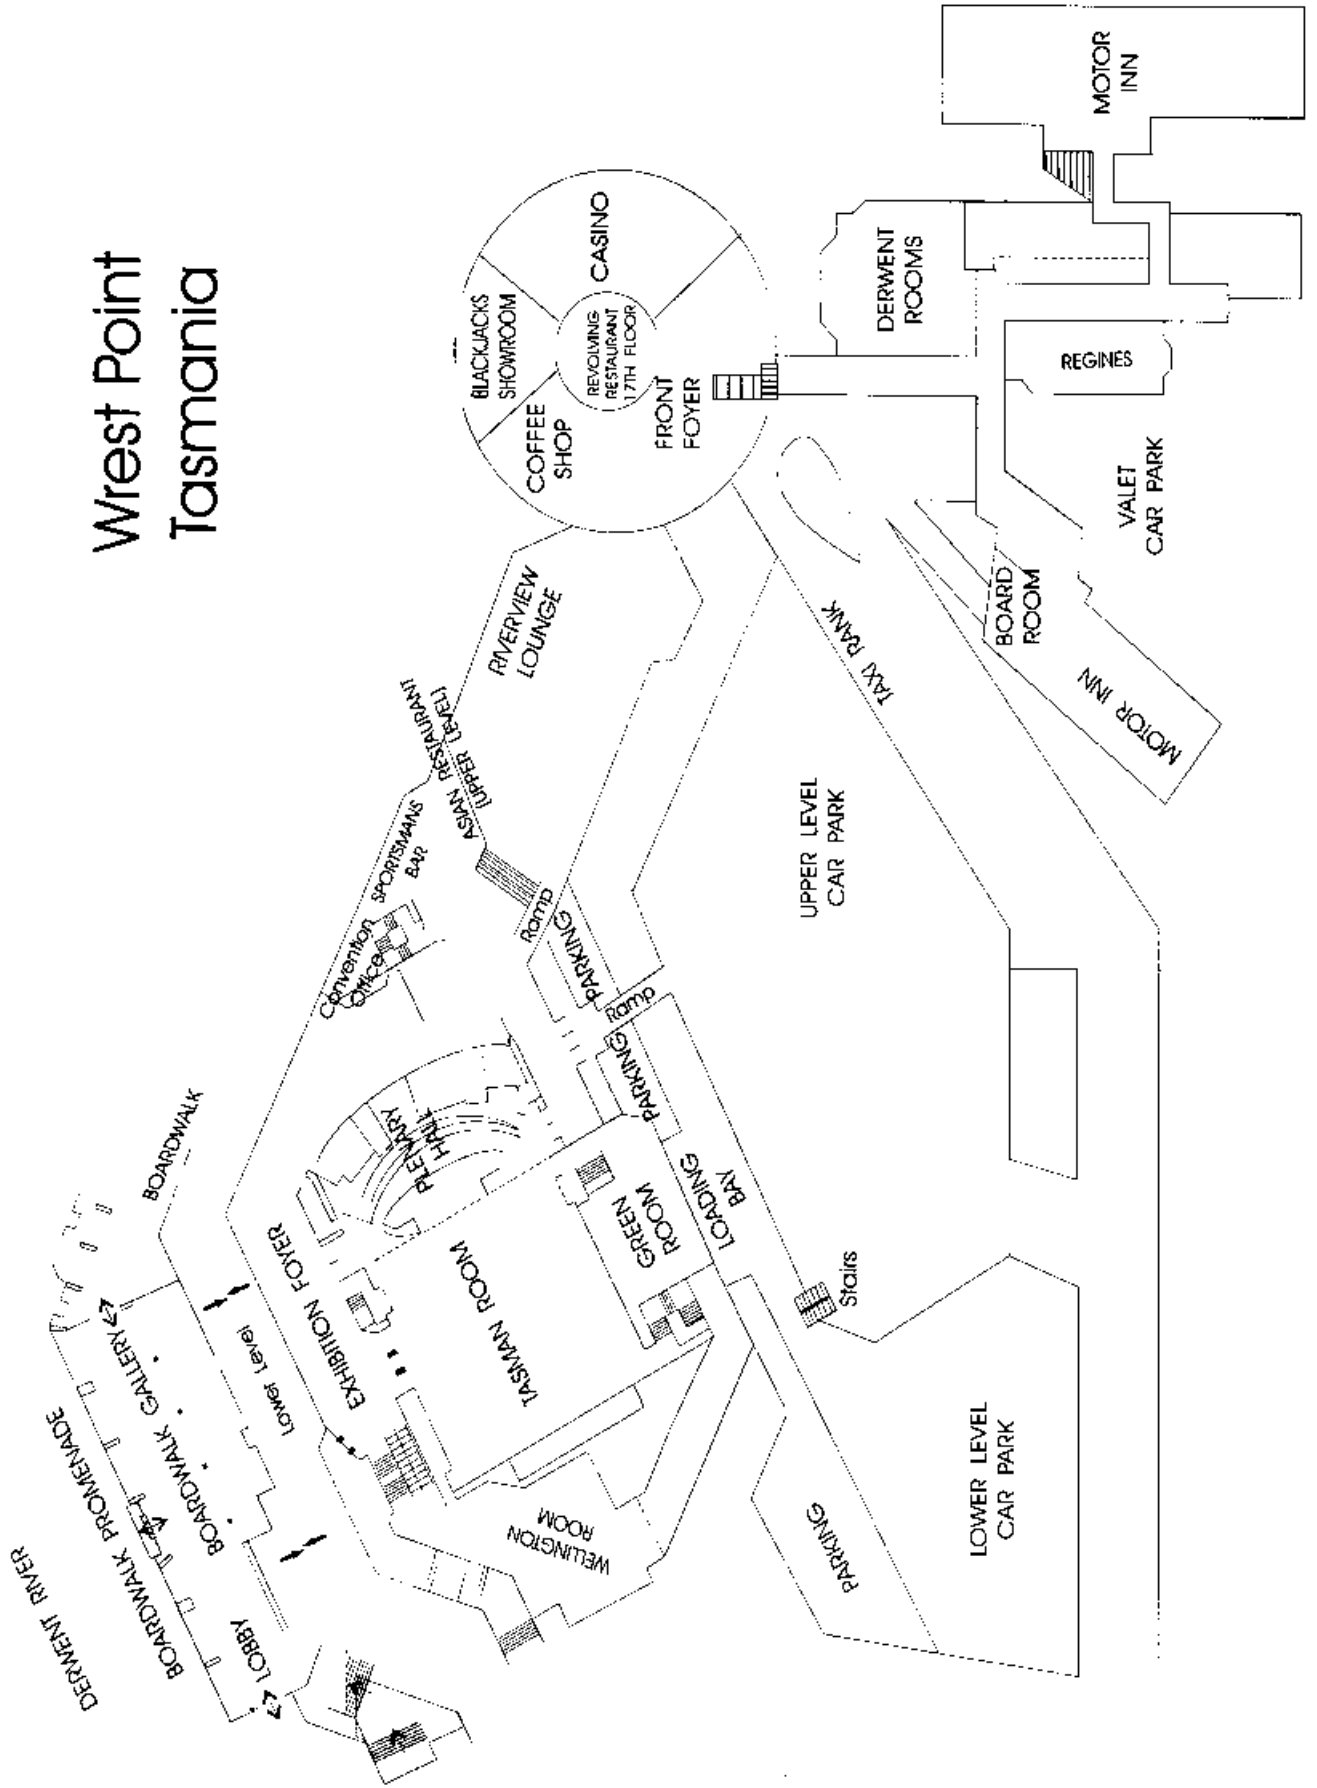 Wrest Point
Tasmania
DERWENT RIVER
BOARDWALK PROMENADE
BOARDWALK GALLERY
LOBBY
BOARDWALK
Lower Level
EXHIBITION FOYER
PLENARY
HALL
TASMAN ROOM
WELLINGTON
ROOM
GREEN
ROOM
LOADING
BAY
Convention
Office
SPORTSMANS
BAR
ASIAN RESTAURANT
(UPPER LEVEL)
RIVERVIEW
LOUNGE
Ramp
PARKING
Ramp
PARKING
Stairs
PARKING
LOWER LEVEL
CAR PARK
UPPER LEVEL
CAR PARK
TAXI RANK
COFFEE
SHOP
BLACKJACKS
SHOWROOM
CASINO
REVOLVING
RESTAURANT
17TH FLOOR
FRONT
FOYER
DERWENT
ROOMS
REGINES
VALET
CAR PARK
BOARD
ROOM
MOTOR INN
MOTOR
INN